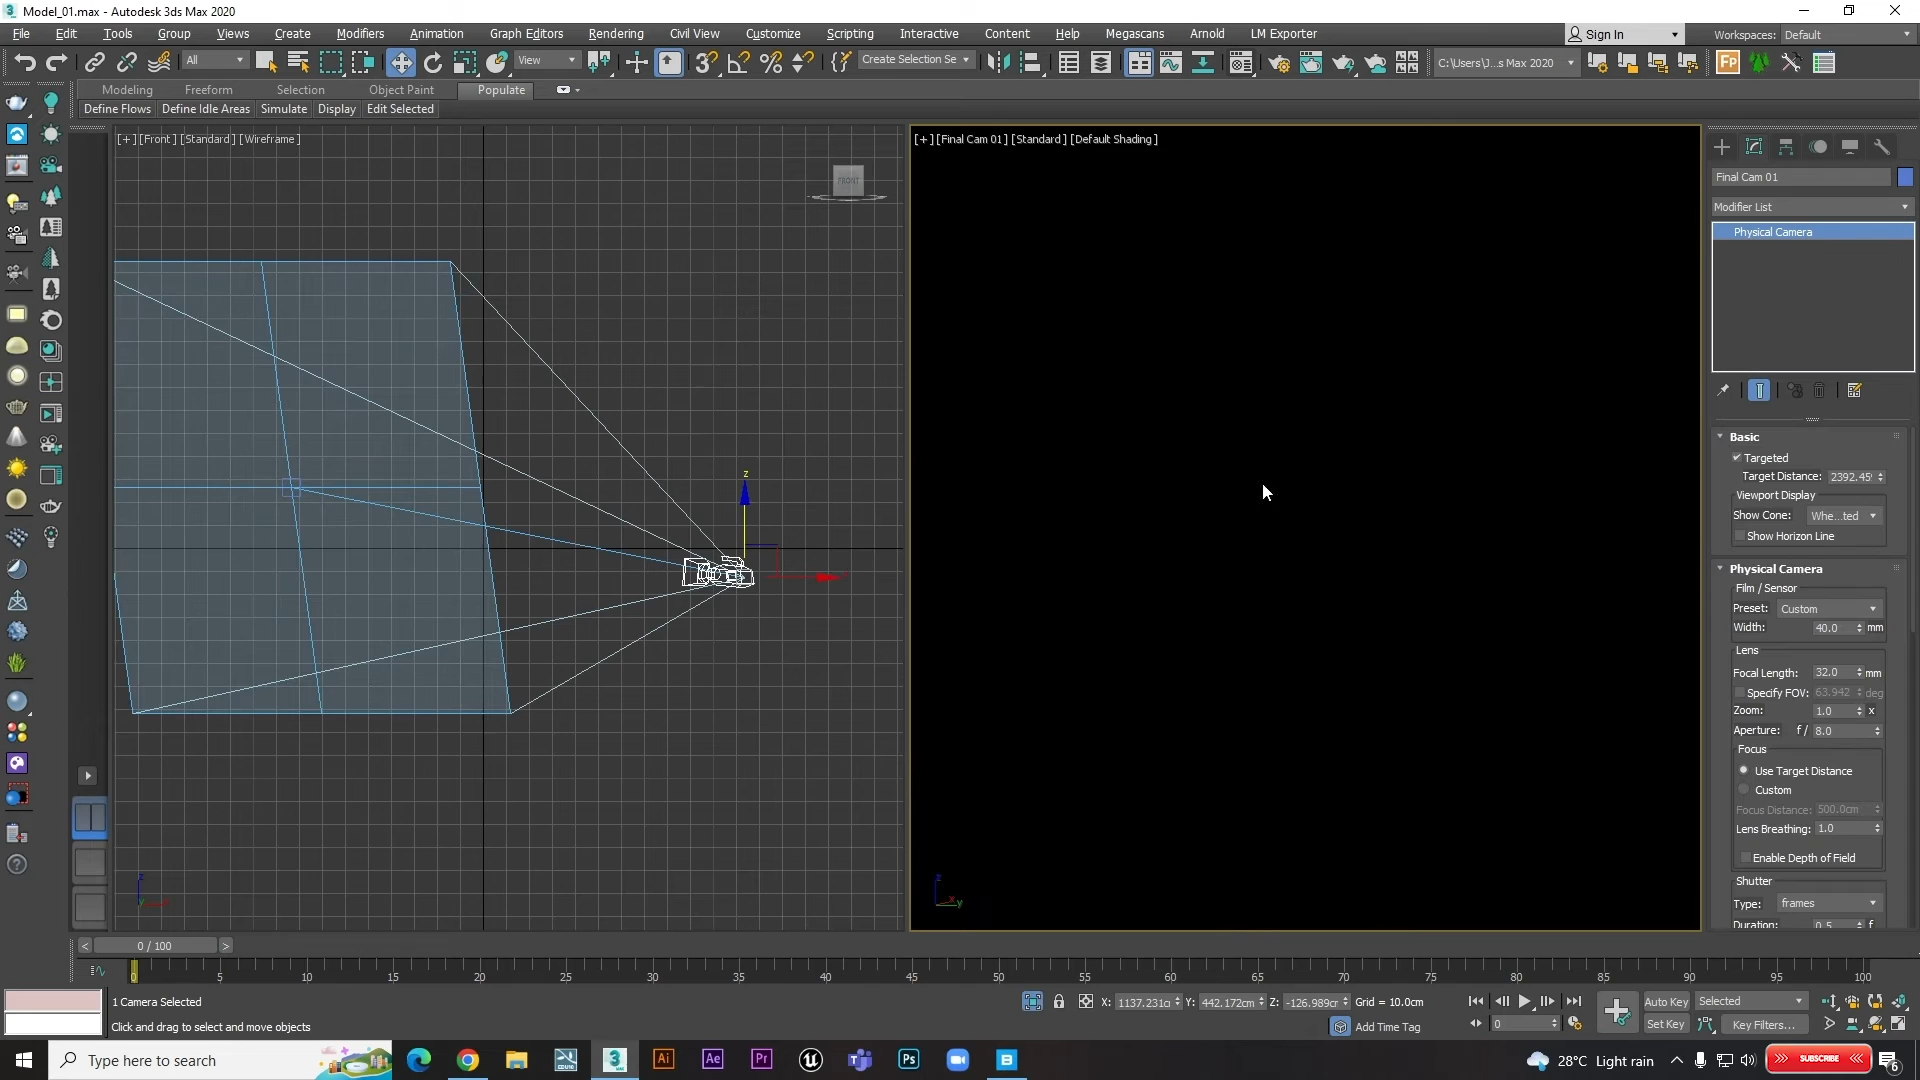 Model_01.max - Autodesk 3ds Max 2020
File Edit Tools Group Views Create Modifiers Animation Graph Editors Rendering Civil View Customize Scripting Interactive Content Help Megascans Arnold LM Exporter Sign In Workspaces: Default
All View Create Selection Se C:\Users\J...s Max 2020
Modeling Freeform Selection Object Paint Populate
Define Flows Define Idle Areas Simulate Display Edit Selected
[+] [Front ] [Standard ] [Wireframe ]
[+] [Final Cam 01] [Standard ] [Default Shading ]
FRONT
Final Cam 01
Modifier List
Physical Camera
Basic
Targeted
Target Distance: 2392.45
Viewport Display
Show Cone: Whe...ted
Show Horizon Line
Physical Camera
Film / Sensor
Preset: Custom
Width: 40.0 mm
Lens
Focal Length: 32.0 mm
Specify FOV: 63.942 deg
Zoom: 1.0 x
Aperture: f / 8.0
Focus
Use Target Distance
Custom
Focus Distance: 500.0cm
Lens Breathing: 1.0
Enable Depth of Field
Shutter
Type: frames
Duration: 0.5 f
z
z
y
z
x
y
< 0 / 100 >
0 5 10 15 20 25 30 35 40 45 50 55 60 65 70 75 80 85 90 95 100
1 Camera Selected
Click and drag to select and move objects
X: 1137.231c Y: 442.172cm Z: -126.989cr Grid = 10.0cm
Add Time Tag
0
Auto Key Selected
Set Key Key Filters...
Type here to search
Ai Ae Pr Ps
28°C Light rain
SUBSCRIBE
6